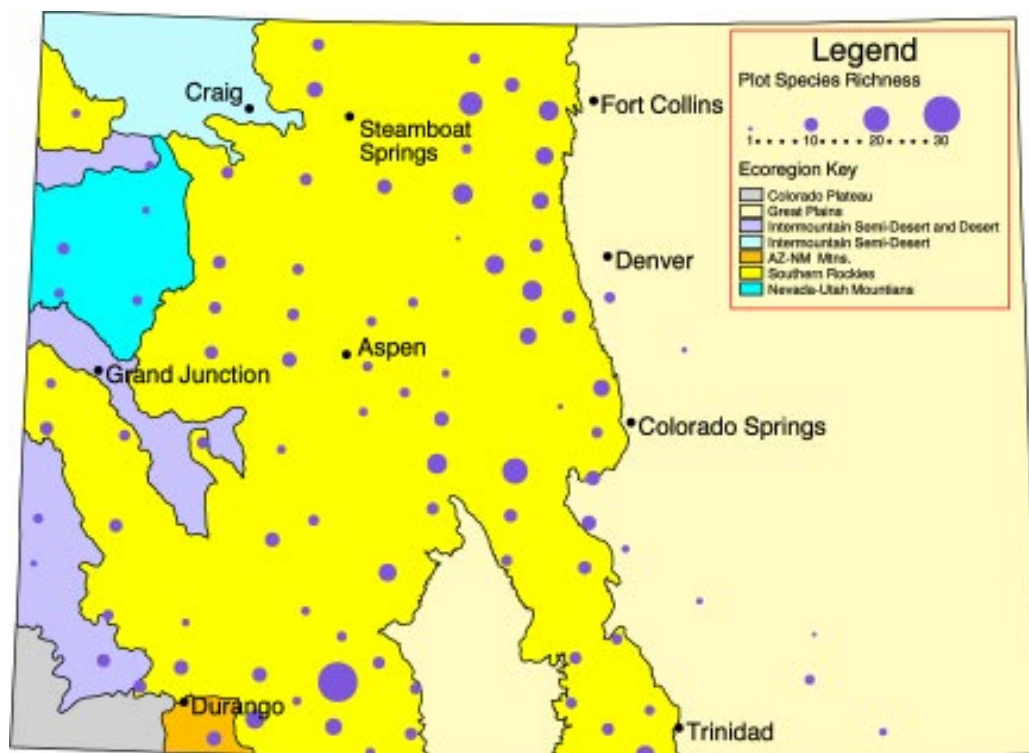 Legend
Plot Species Richness
1 10 20 30
Ecoregion Key
Colorado Plateau
Great Plains
Intermountain Semi-Desert and Desert
Intermountain Semi-Desert
AZ-NM Mtns.
Southern Rockies
Nevada-Utah Mountians
Craig
Steamboat
Springs
Fort Collins
Denver
Aspen
Grand Junction
Colorado Springs
Durango
Trinidad